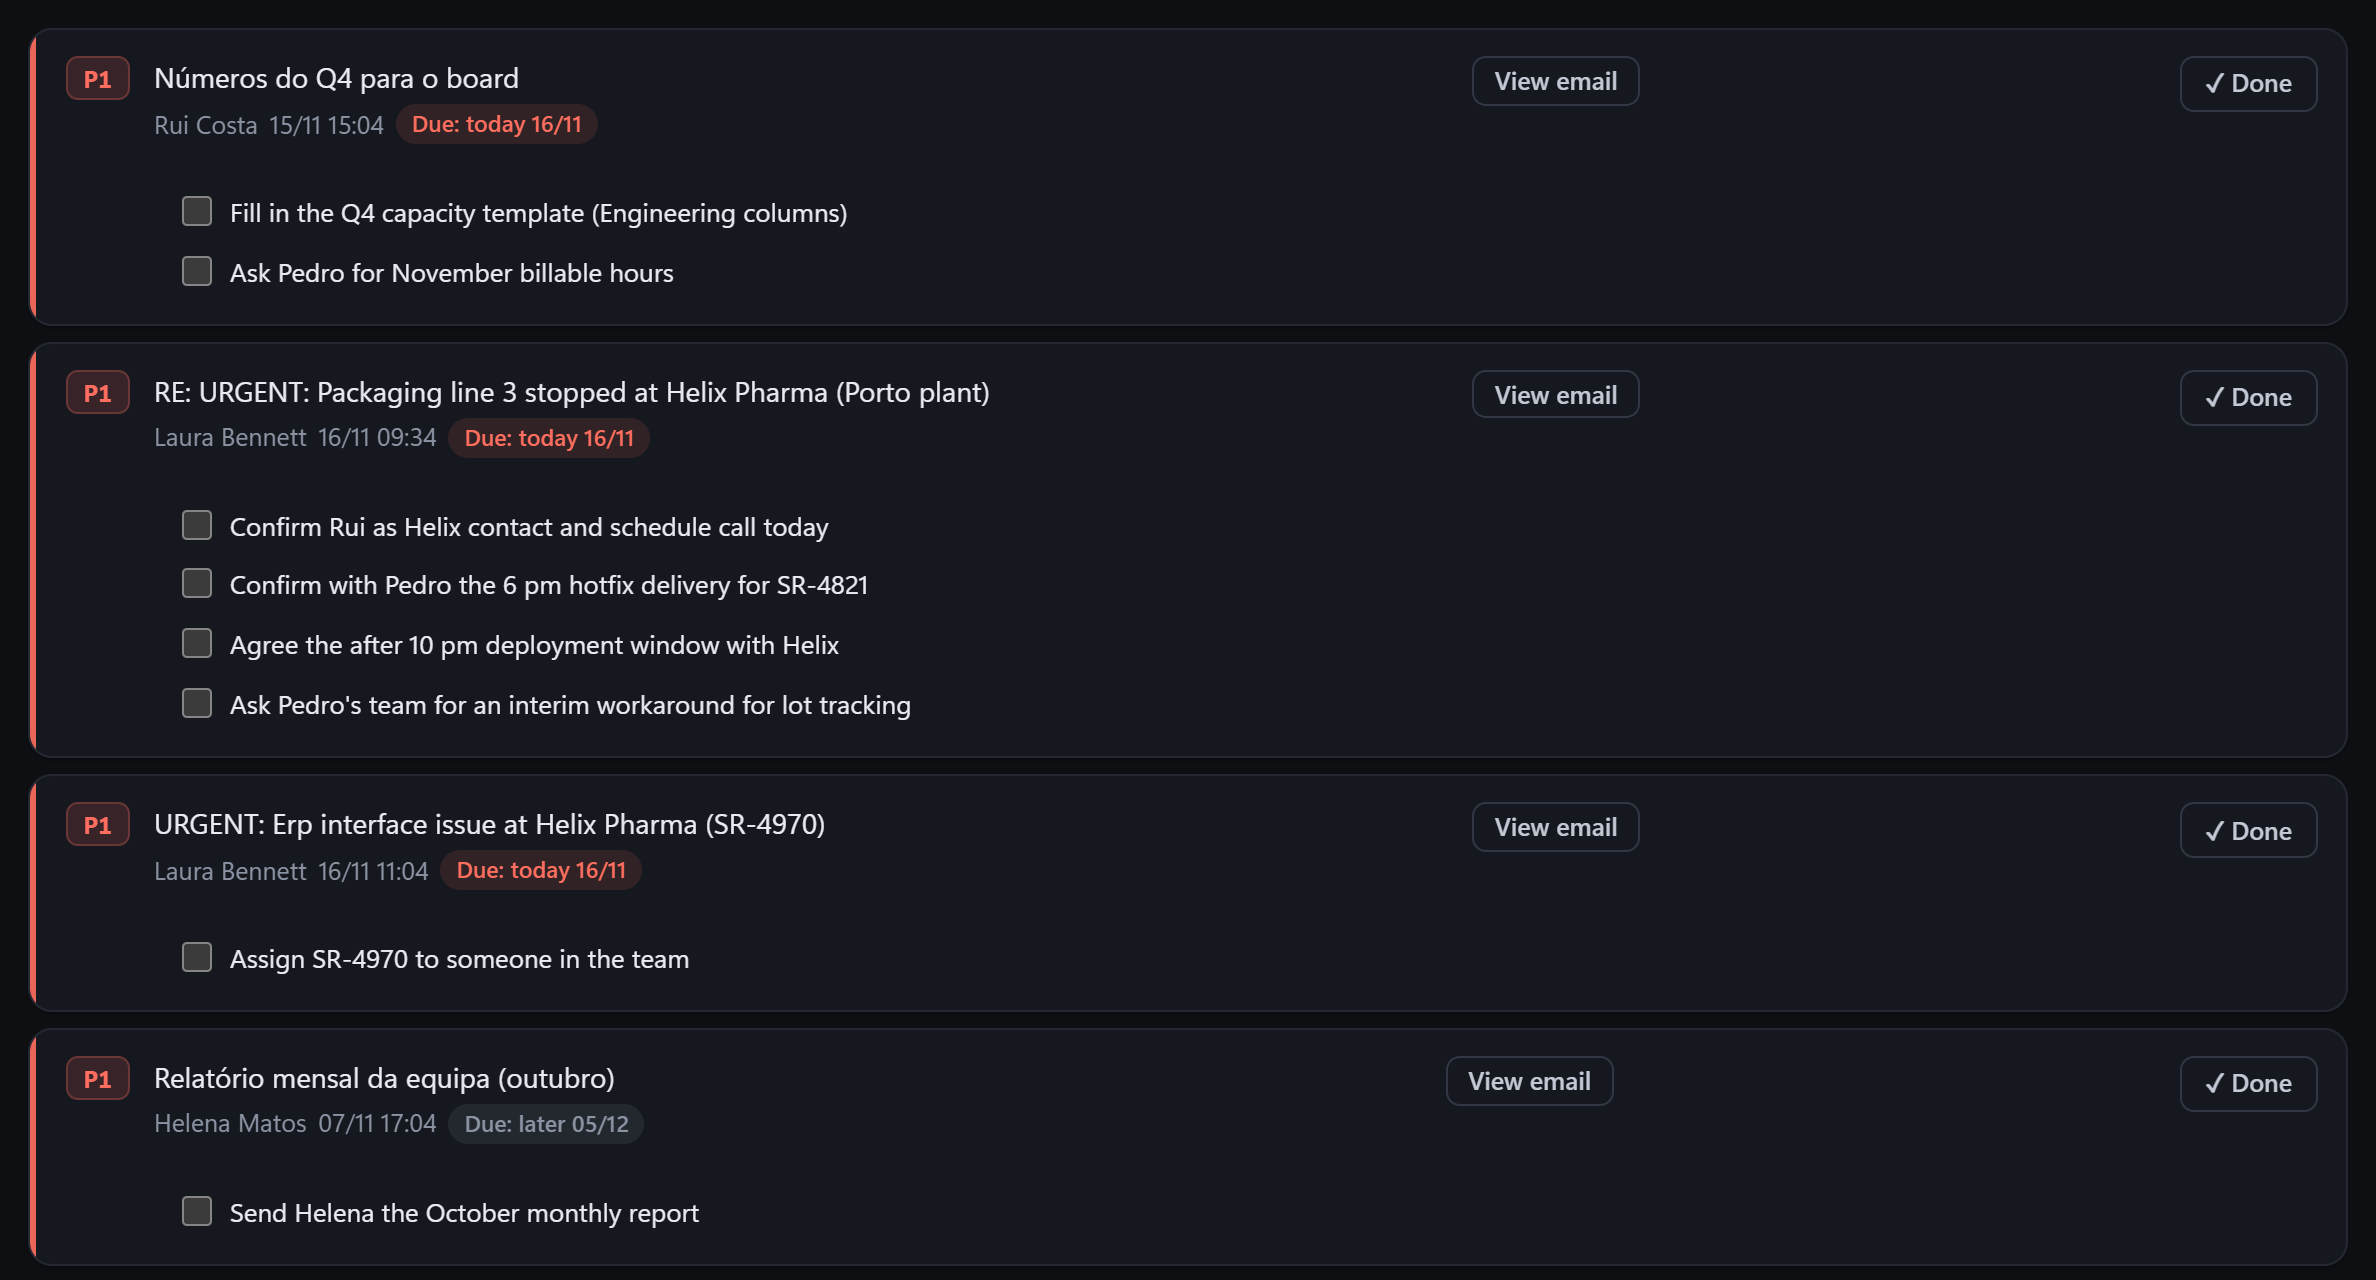 P1 Números do Q4 para o board View email ✓ Done
Rui Costa 15/11 15:04 Due: today 16/11
Fill in the Q4 capacity template (Engineering columns)
Ask Pedro for November billable hours
P1 RE: URGENT: Packaging line 3 stopped at Helix Pharma (Porto plant) View email ✓ Done
Laura Bennett 16/11 09:34 Due: today 16/11
Confirm Rui as Helix contact and schedule call today
Confirm with Pedro the 6 pm hotfix delivery for SR-4821
Agree the after 10 pm deployment window with Helix
Ask Pedro's team for an interim workaround for lot tracking
P1 URGENT: Erp interface issue at Helix Pharma (SR-4970) View email ✓ Done
Laura Bennett 16/11 11:04 Due: today 16/11
Assign SR-4970 to someone in the team
P1 Relatório mensal da equipa (outubro) View email ✓ Done
Helena Matos 07/11 17:04 Due: later 05/12
Send Helena the October monthly report